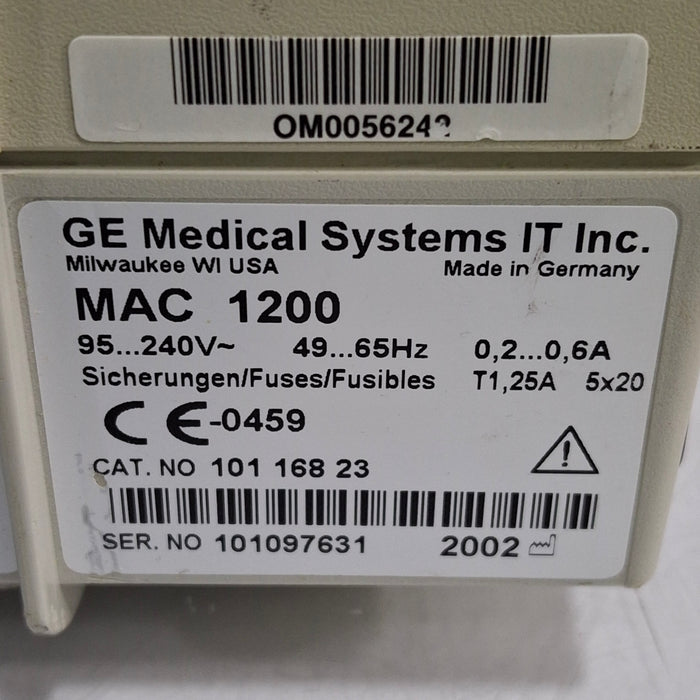 GE Medical Systems IT Inc.
Milwaukee WI USA Made in Germany
MAC 1200
95...240V~ 49...65Hz 0,2...0,6A
Sicherungen/Fuses/Fusibles T1,25A 5x20
CE-0459
CAT. NO 101 168 23
SER. NO 101097631 2002